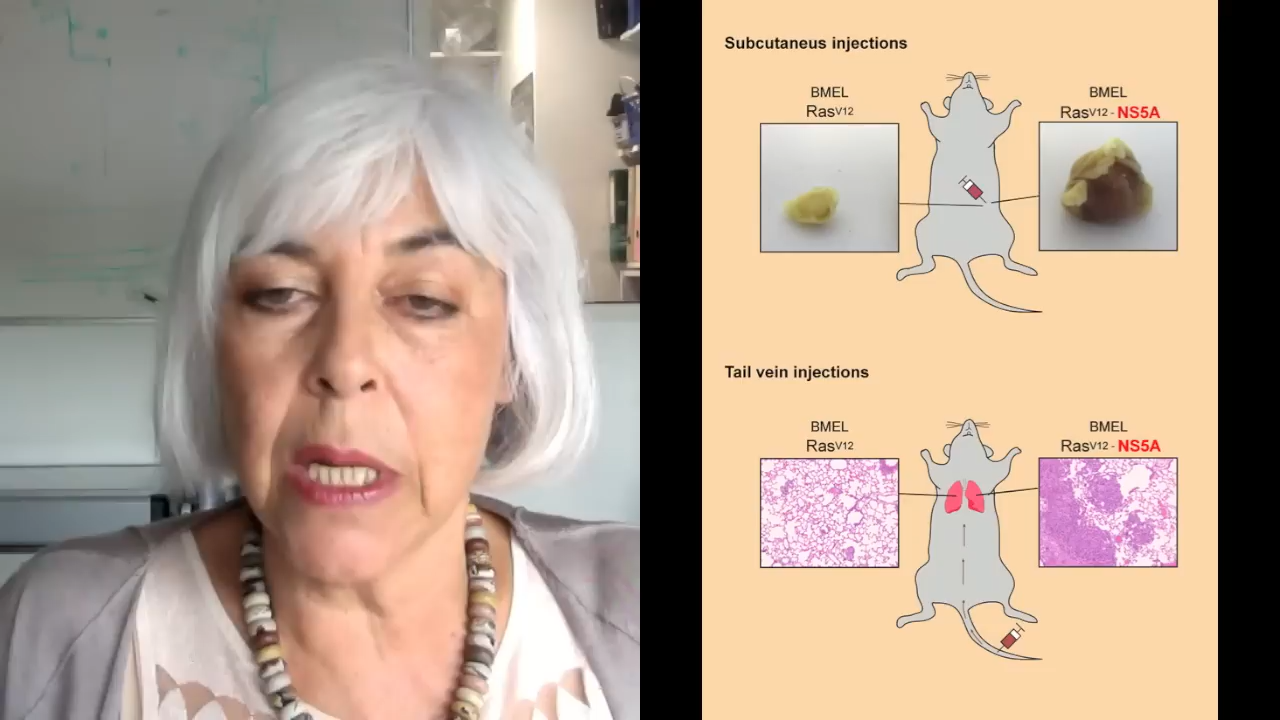 Subcutaneus injections
BMEL
RasV12
BMEL
RasV12 - NS5A
Tail vein injections
BMEL
RasV12
BMEL
RasV12 - NS5A